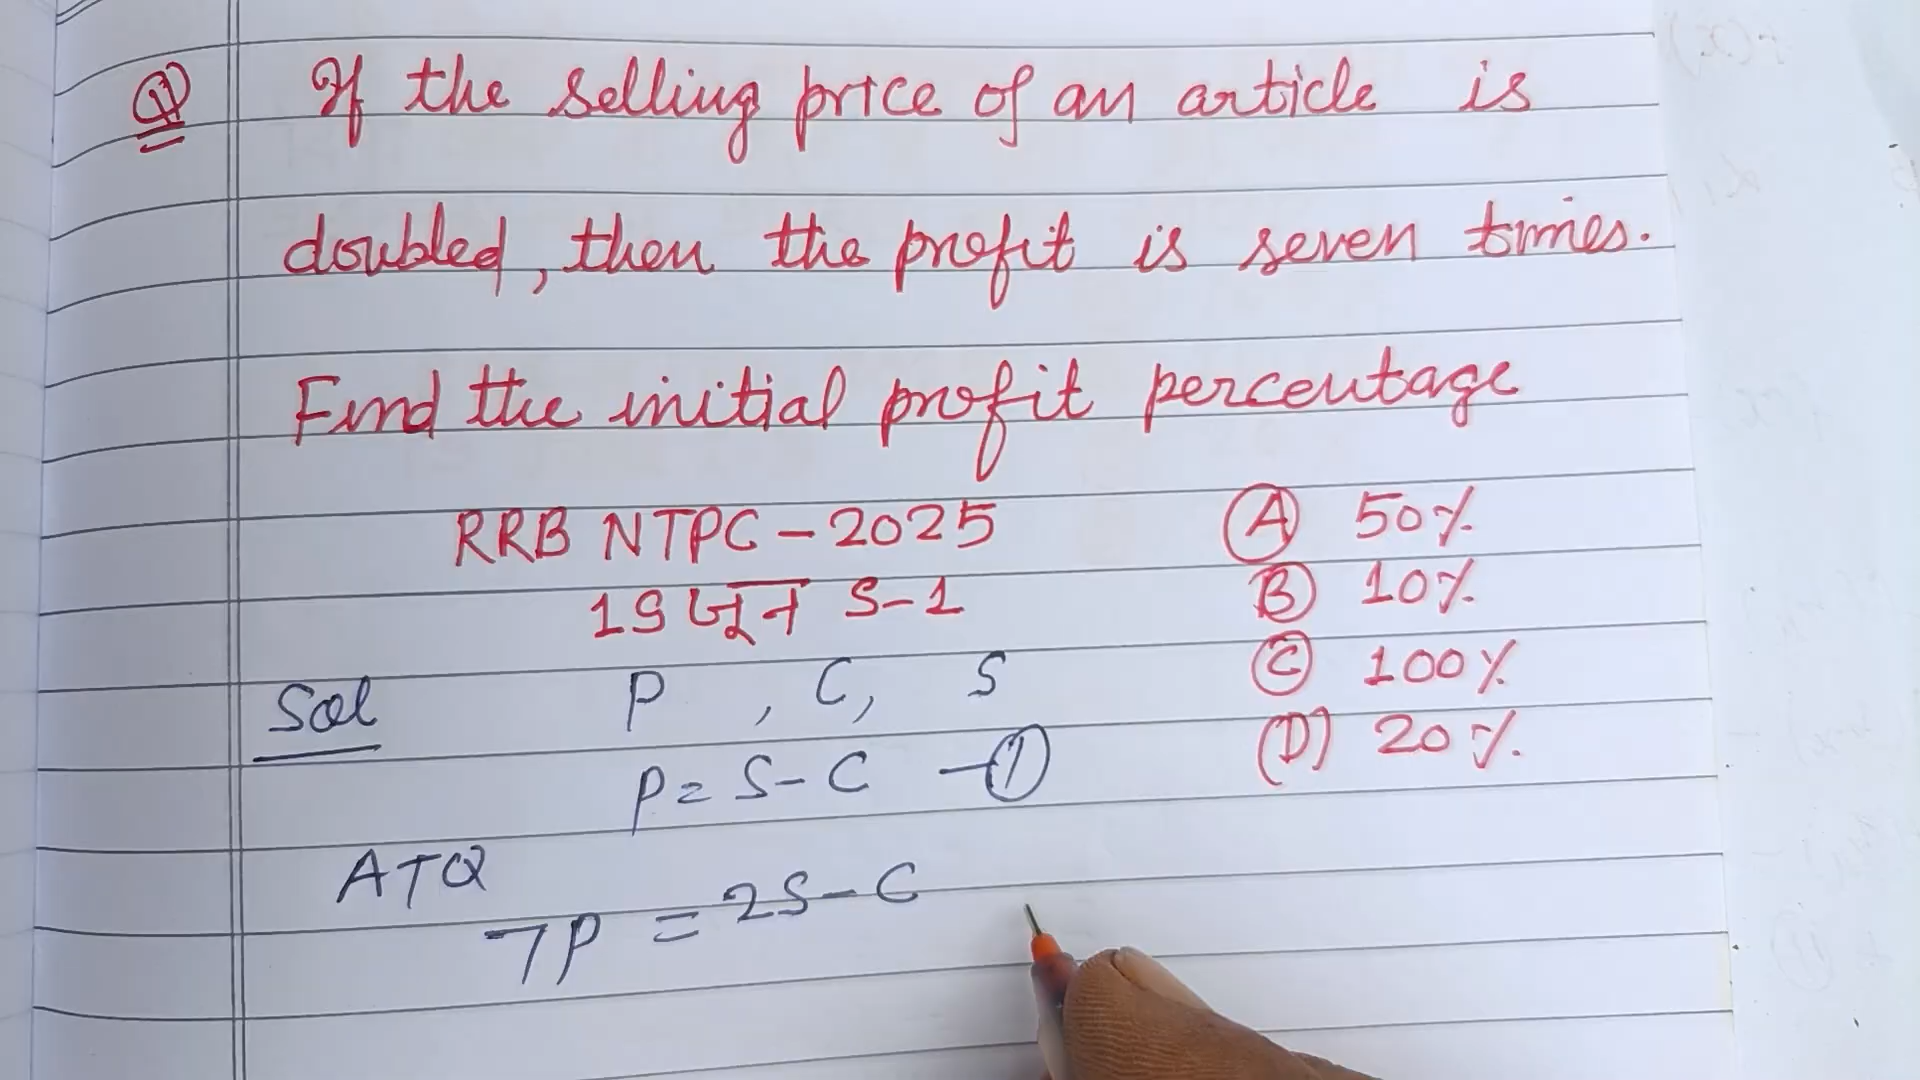 Q If the selling price of an article is
doubled, then the profit is seven times.
Find the initial profit percentage
RRB NTPC - 2025
19 जून S-1
(A) 50%
(B) 10%
(C) 100%
(D) 20%
Sol P, C, S
P = S - C —(1)
ATQ
7P = 2S - C